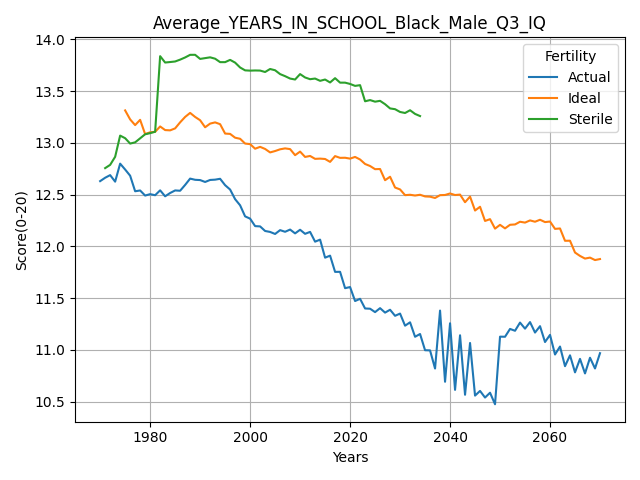 Average_YEARS_IN_SCHOOL_Black_Male_Q3_IQ
Fertility
Actual
Ideal
Sterile
Score(0-20)
14.0
13.5
13.0
12.5
12.0
11.5
11.0
10.5
1980
2000
2020
2040
2060
Years